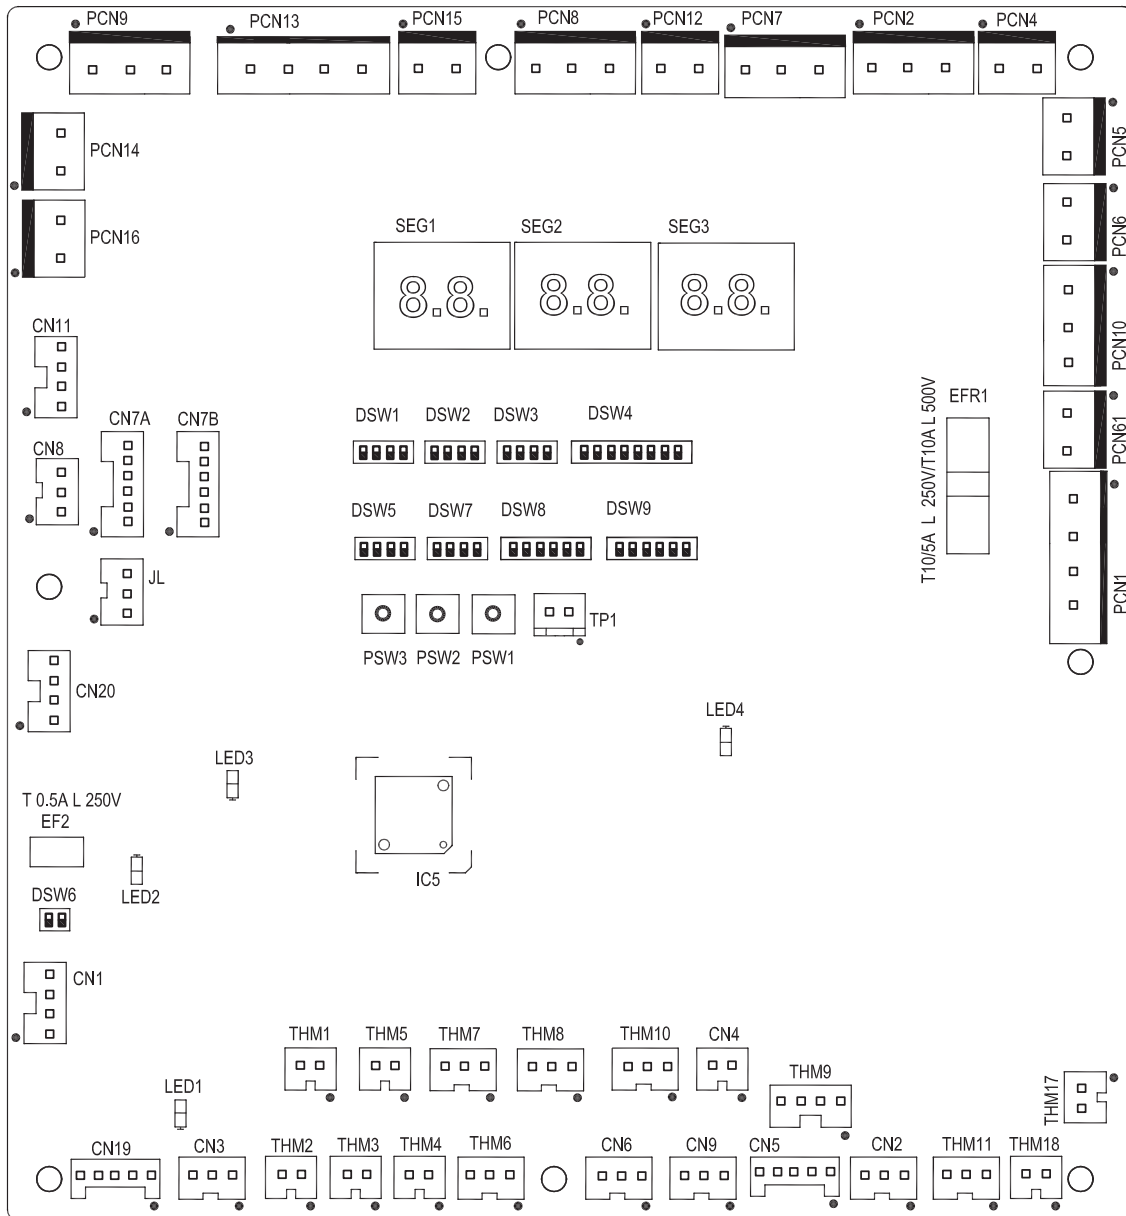 PCN9
PCN13
PCN15
PCN8
PCN12
PCN7
PCN2
PCN4
PCN14
PCN5
PCN16
PCN6
SEG1
SEG2
SEG3
8.8.
8.8.
8.8.
PCN10
CN11
EFR1
T10/5A L 250V/T10A L 500V
PCN61
CN7A
CN7B
DSW1
DSW2
DSW3
DSW4
CN8
DSW5
DSW7
DSW8
DSW9
PCN1
JL
TP1
PSW3
PSW2
PSW1
CN20
LED4
LED3
T 0.5A L 250V
EF2
IC5
DSW6
LED2
CN1
THM1
THM5
THM7
THM8
THM10
CN4
THM9
THM17
LED1
CN19
CN3
THM2
THM3
THM4
THM6
CN6
CN9
CN5
CN2
THM11
THM18